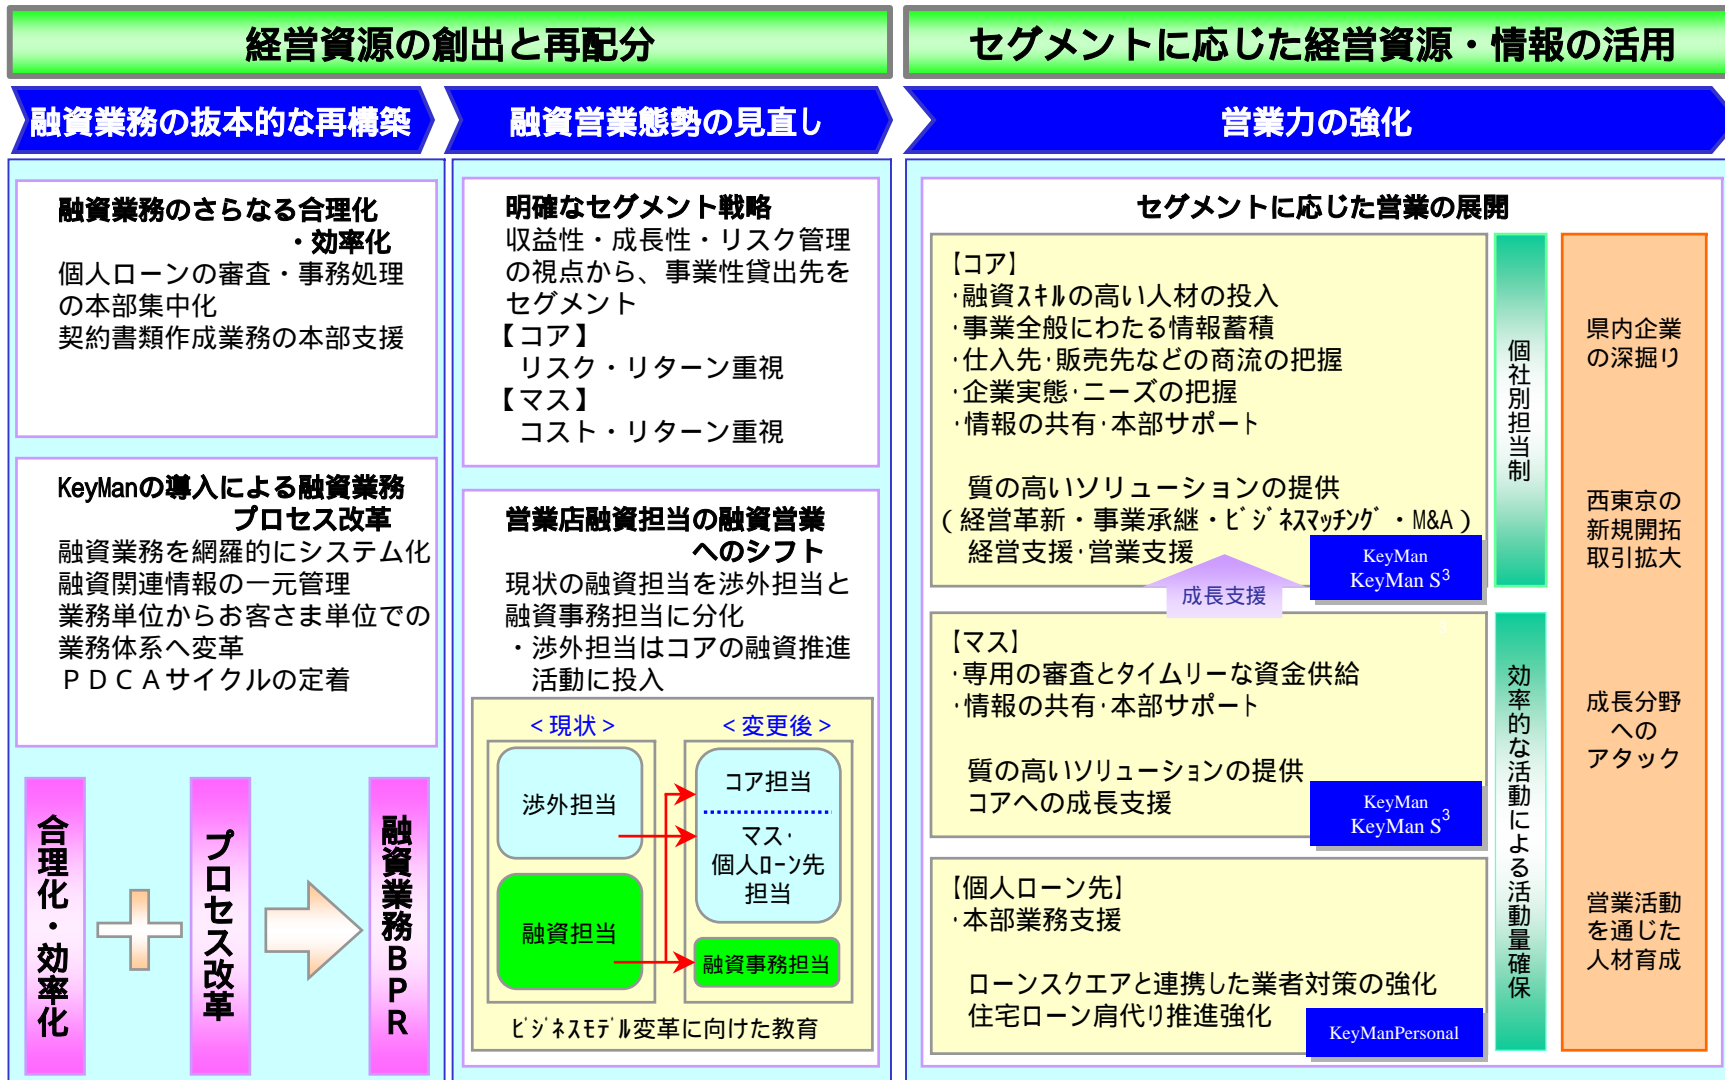 経営資源の創出と再配分
セグメントに応じた経営資源・情報の活用
融資業務の抜本的な再構築
融資営業態勢の見直し
営業力の強化
融資業務のさらなる合理化
・効率化
個人ローンの審査・事務処理
の本部集中化
契約書類作成業務の本部支援
KeyManの導入による融資業務
プロセス改革
融資業務を網羅的にシステム化
融資関連情報の一元管理
業務単位からお客さま単位での
業務体系へ変革
ＰＤＣＡサイクルの定着
合理化・効率化
プロセス改革
融資業務ＢＰＲ
明確なセグメント戦略
収益性・成長性・リスク管理
の視点から、事業性貸出先を
セグメント
【コア】
リスク・リターン重視
【マス】
コスト・リターン重視
営業店融資担当の融資営業
へのシフト
現状の融資担当を渉外担当と
融資事務担当に分化
・渉外担当はコアの融資推進
活動に投入
<現状>
<変更後>
渉外担当
融資担当
コア担当
マス・
個人ﾛｰﾝ先
担当
融資事務担当
ﾋﾞｼﾞﾈｽﾓﾃﾞﾙ変革に向けた教育
セグメントに応じた営業の展開
【コア】
・融資ｽｷﾙの高い人材の投入
・事業全般にわたる情報蓄積
・仕入先・販売先などの商流の把握
・企業実態・ニーズの把握
・情報の共有・本部サポート
質の高いソリューションの提供
(経営革新・事業承継・ﾋﾞｼﾞﾈｽﾏｯﾁﾝｸﾞ・M&A)
経営支援・営業支援
KeyMan
KeyMan S³
成長支援
【マス】
・専用の審査とタイムリーな資金供給
・情報の共有・本部サポート
質の高いソリューションの提供
コアへの成長支援
KeyMan
KeyMan S³
【個人ローン先】
・本部業務支援
ローンスクエアと連携した業者対策の強化
住宅ローン肩代り推進強化
KeyManPersonal
個社別担当制
効率的な活動による活動量確保
県内企業
の深掘り
西東京の
新規開拓
取引拡大
成長分野
への
アタック
営業活動
を通じた
人材育成